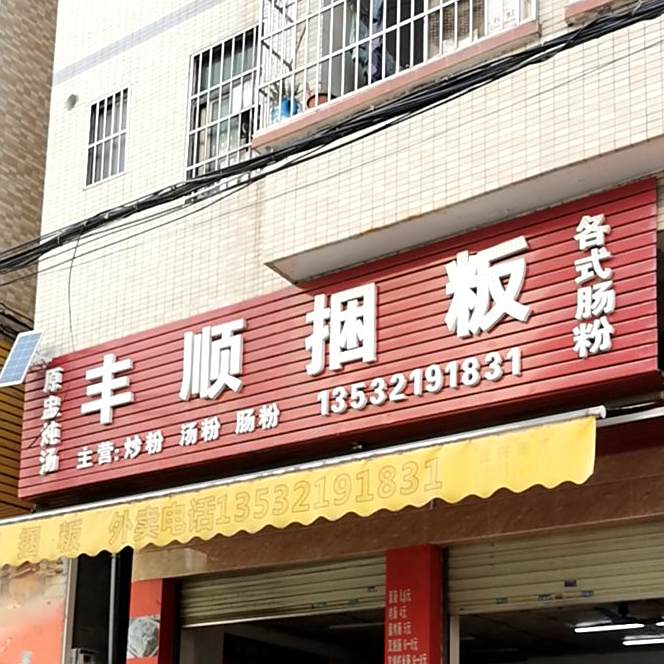 原盅炖汤
丰顺捆粄
主营:炒粉 汤粉 肠粉 13532191831
各式肠粉
捆 粄 外卖电话13532191831